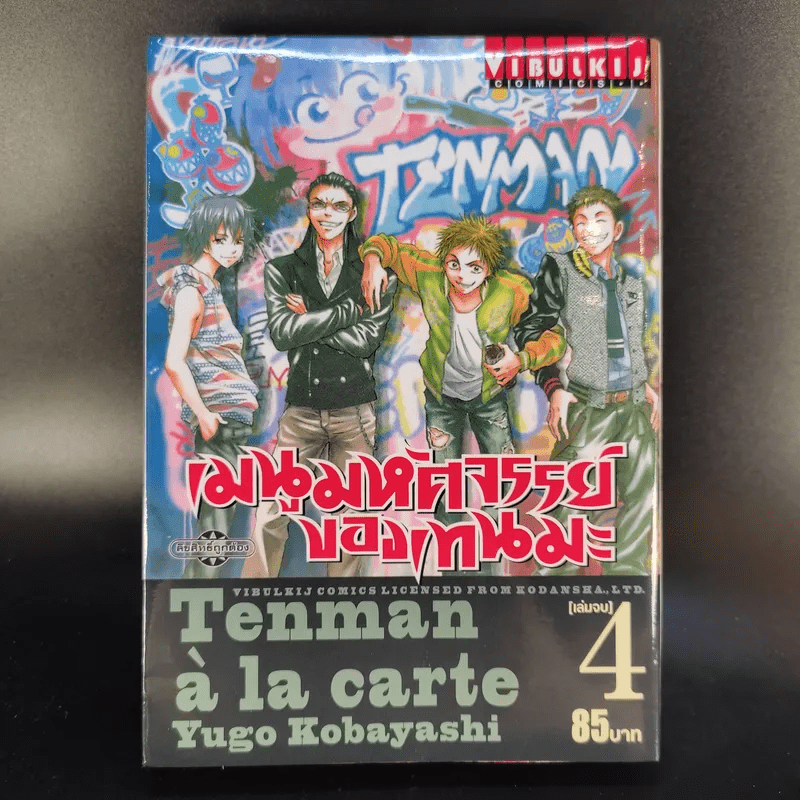 VIBULKIJ
COMICS
TENMAN
เมนูมหัศจรรย์
ของเทนมะ
ลิขสิทธิ์ถูกต้อง
VIBULKIJ COMICS LICENSED FROM KODANSHA., LTD.
Tenman
à la carte
Yugo Kobayashi
[เล่มจบ]
4
85บาท